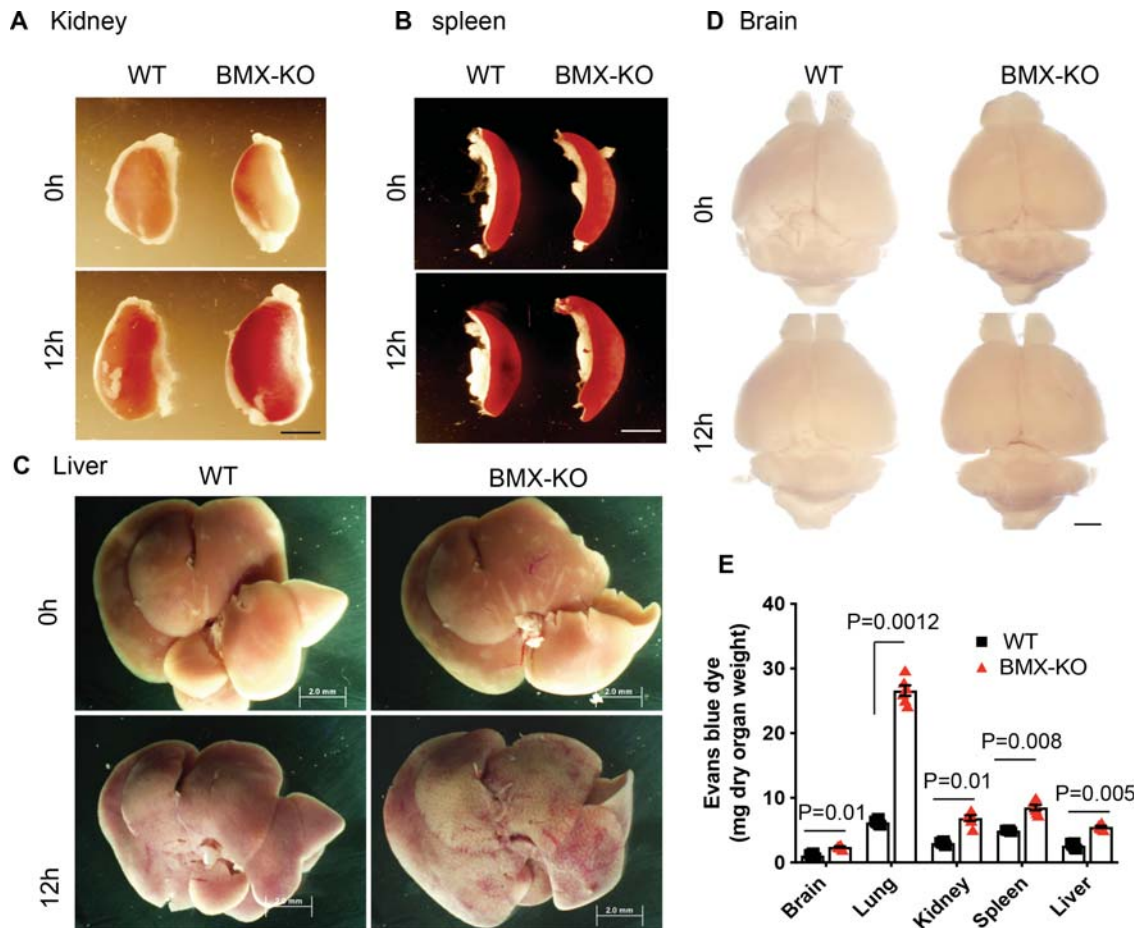 A Kidney
WT BMX-KO
0h
12h
B spleen
WT BMX-KO
0h
12h
C Liver
WT BMX-KO
0h
2.0 mm
2.0 mm
12h
2.0 mm
2.0 mm
D Brain
WT BMX-KO
0h
12h
E
Evans blue dye
(mg dry organ weight)
40
30
20
10
0
WT
BMX-KO
P=0.01
P=0.0012
P=0.01
P=0.008
P=0.005
Brain
Lung
Kidney
Spleen
Liver